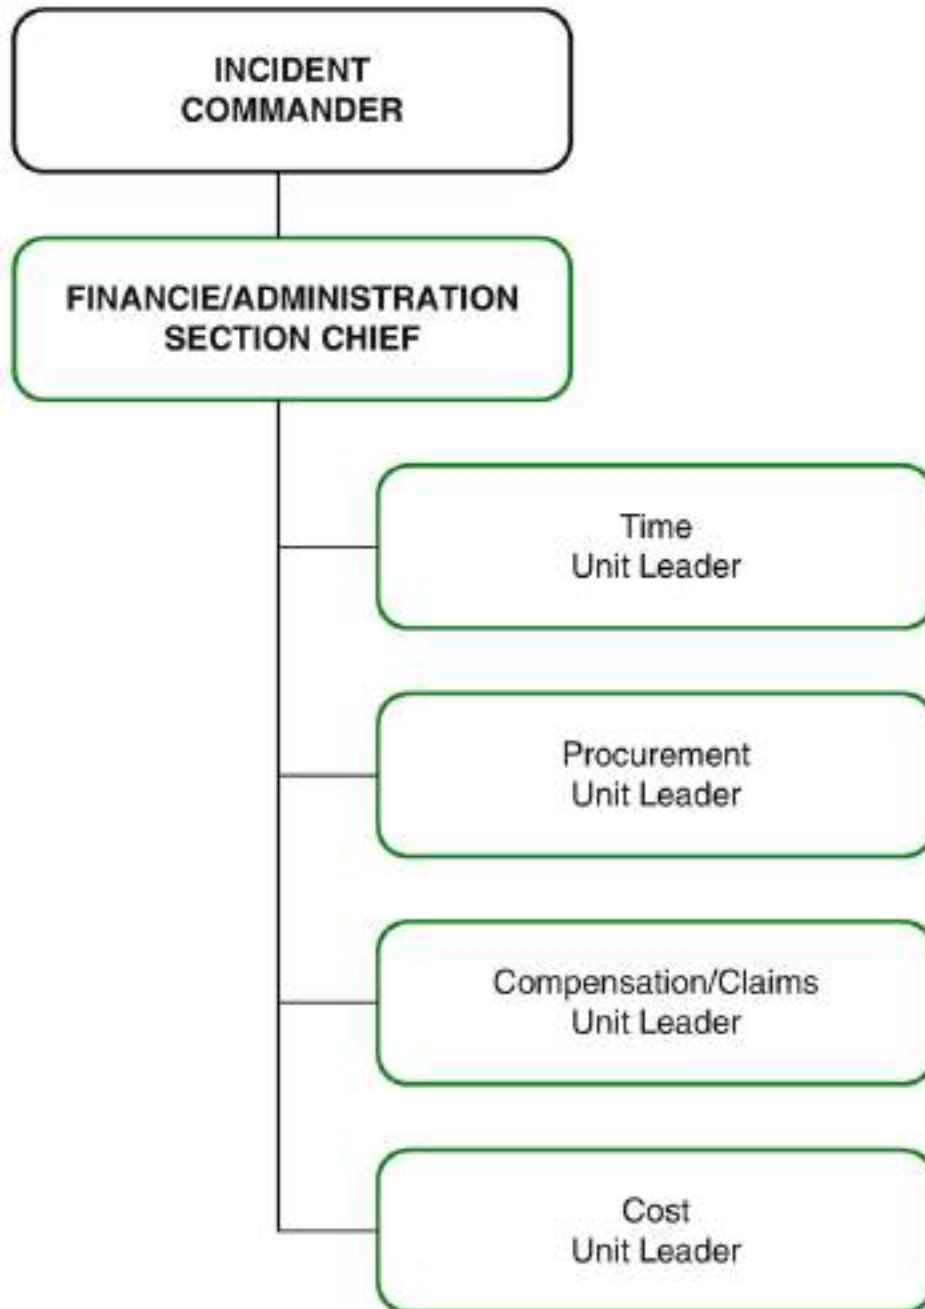 INCIDENT
COMMANDER
FINANCIE/ADMINISTRATION
SECTION CHIEF
Time
Unit Leader
Procurement
Unit Leader
Compensation/Claims
Unit Leader
Cost
Unit Leader